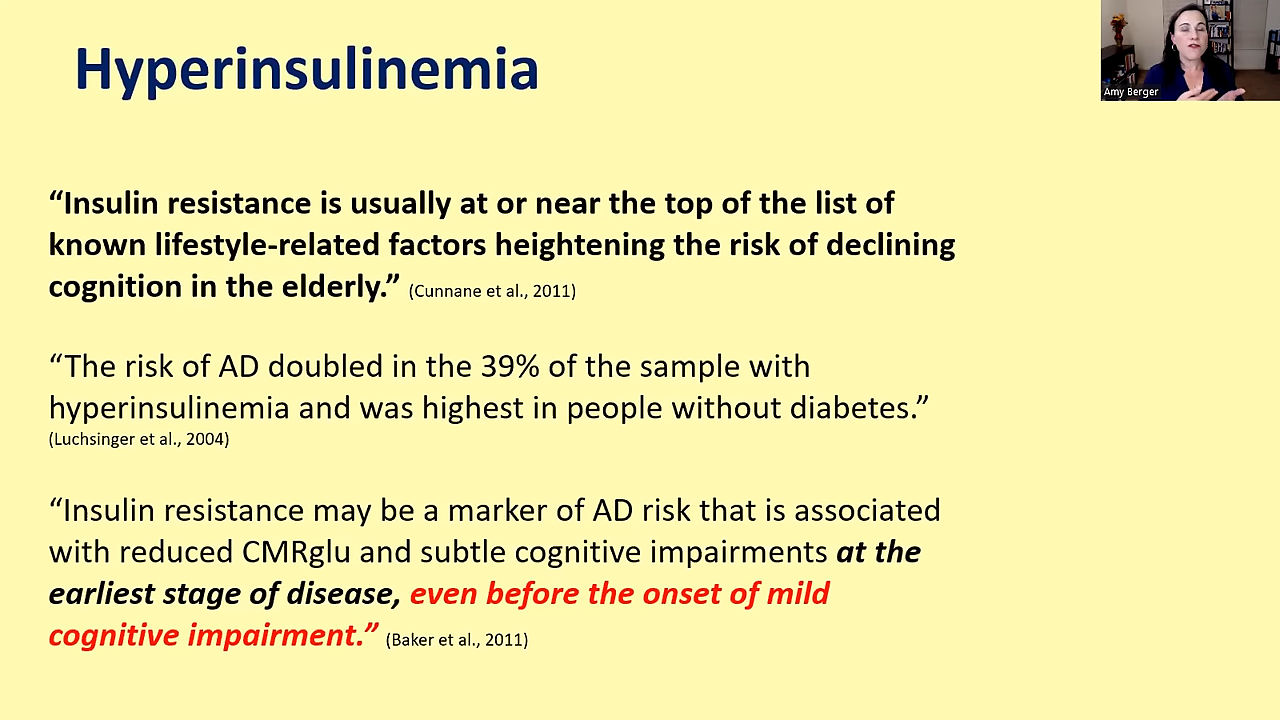 Hyperinsulinemia
Amy Berger
“Insulin resistance is usually at or near the top of the list of
known lifestyle-related factors heightening the risk of declining
cognition in the elderly.” (Cunnane et al., 2011)
“The risk of AD doubled in the 39% of the sample with
hyperinsulinemia and was highest in people without diabetes.”
(Luchsinger et al., 2004)
“Insulin resistance may be a marker of AD risk that is associated
with reduced CMRglu and subtle cognitive impairments at the
earliest stage of disease, even before the onset of mild
cognitive impairment.” (Baker et al., 2011)